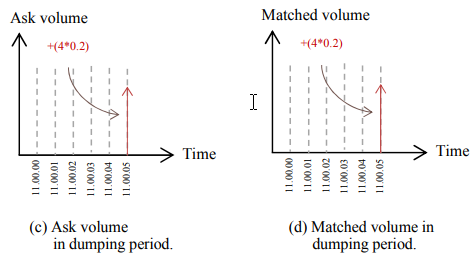 Ask volume
+(4*0.2)
Time
11.00.00
11.00.01
11.00.02
11.00.03
11.00.04
11.00.05
(c) Ask volume
in dumping period.
Matched volume
+(4*0.2)
Time
11.00.00
11.00.01
11.00.02
11.00.03
11.00.04
11.00.05
(d) Matched volume in
dumping period.